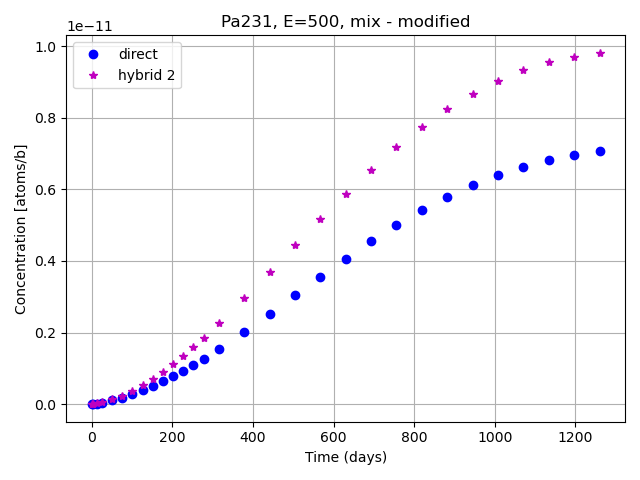 Pa231, E=500, mix - modified
1e−11
direct
hybrid 2
1.0
0.8
0.6
0.4
0.2
0.0
Concentration [atoms/b]
0 200 400 600 800 1000 1200
Time (days)